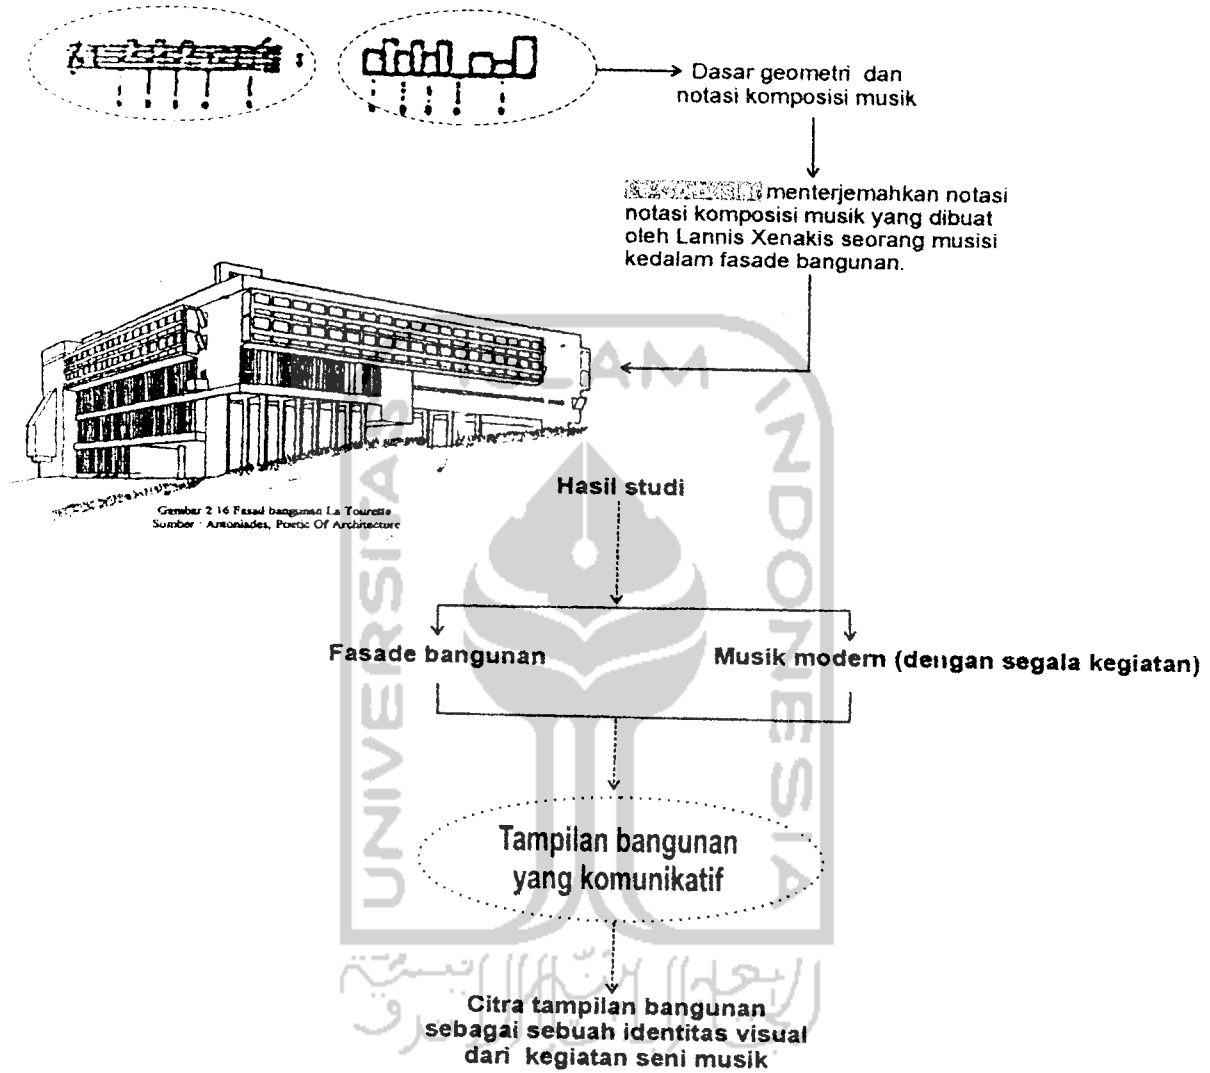 Dasar geometri dan
notasi komposisi musik
menterjemahkan notasi
notasi komposisi musik yang dibuat
oleh Lannis Xenakis seorang musisi
kedalam fasade bangunan.
Gambar 2 16 Fasad bangunan La Tourette
Sumber : Antoniades, Poetic Of Architecture
Hasil studi
Fasade bangunan
Musik modern (dengan segala kegiatan)
Tampilan bangunan
yang komunikatif
Citra tampilan bangunan
sebagai sebuah identitas visual
dari kegiatan seni musik
UNIVERSITAS
ISLAM
INDONESIA